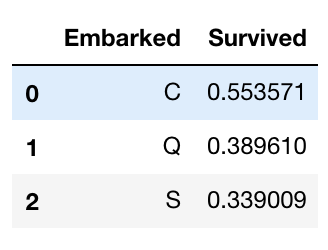 Embarked Survived
0 C 0.553571
1 Q 0.389610
2 S 0.339009